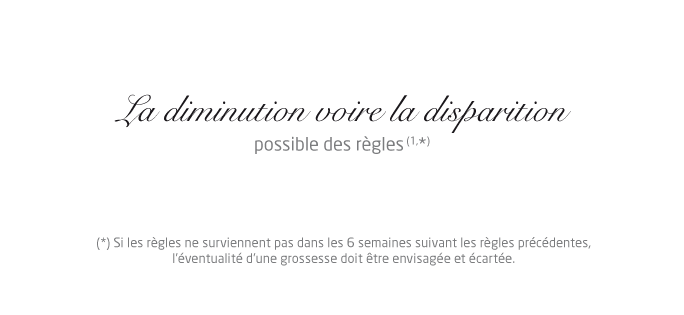 La diminution voire la disparition
possible des règles (1,*)
(*) Si les règles ne surviennent pas dans les 6 semaines suivant les règles précédentes,
l'éventualité d'une grossesse doit être envisagée et écartée.